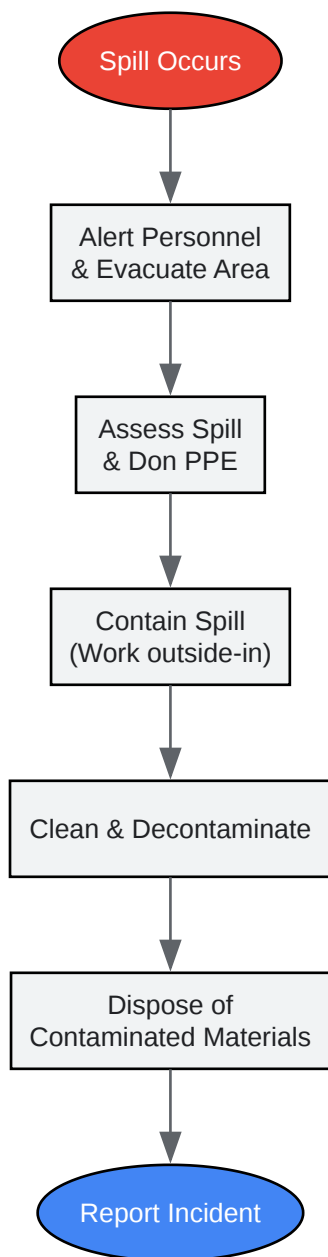 Spill Occurs
Alert Personnel
& Evacuate Area
Assess Spill
& Don PPE
Contain Spill
(Work outside-in)
Clean & Decontaminate
Dispose of
Contaminated Materials
Report Incident